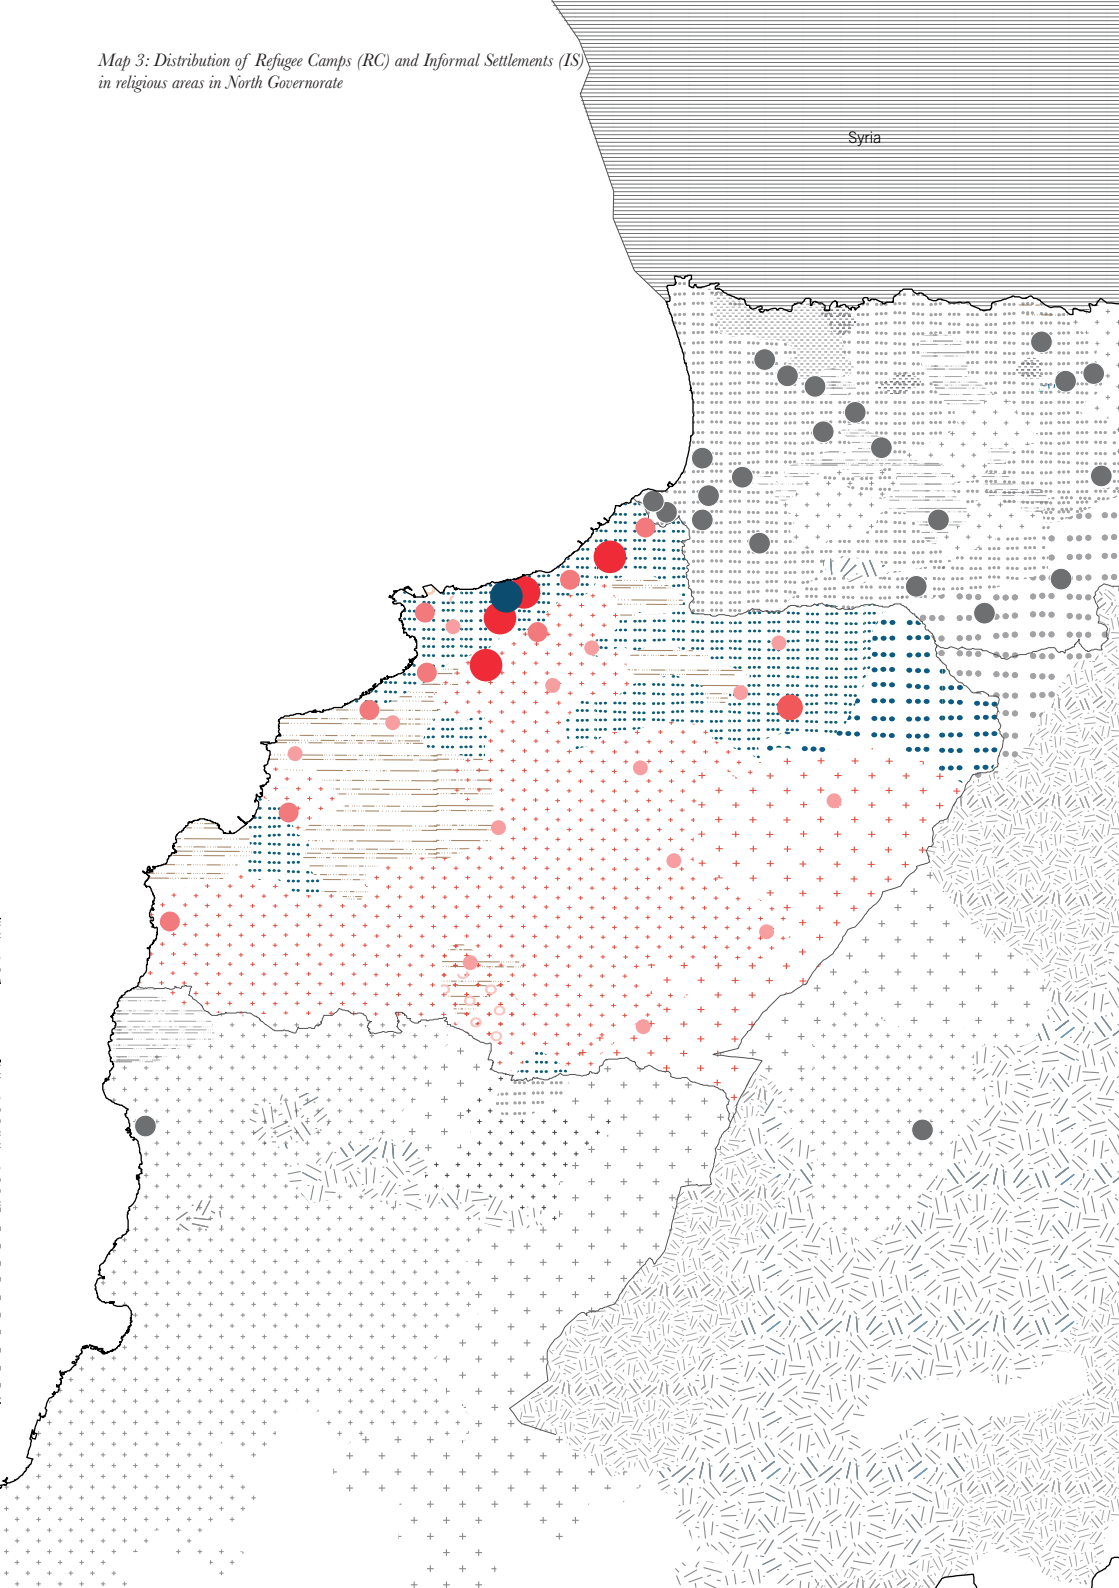 Map 3: Distribution of Refugee Camps (RC) and Informal Settlements (IS)
in religious areas in North Governorate
Syria